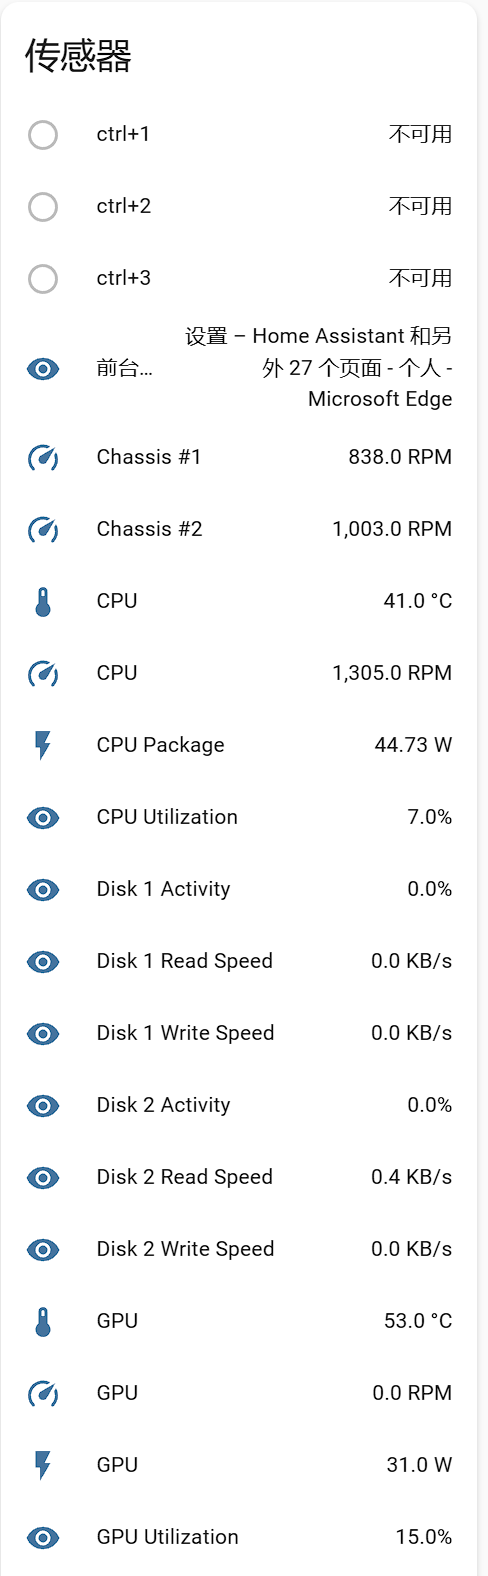 传感器
ctrl+1 不可用
ctrl+2 不可用
ctrl+3 不可用
设置 – Home Assistant 和另
前台... 外 27 个页面 - 个人 -
Microsoft Edge
Chassis #1 838.0 RPM
Chassis #2 1,003.0 RPM
CPU 41.0 °C
CPU 1,305.0 RPM
CPU Package 44.73 W
CPU Utilization 7.0%
Disk 1 Activity 0.0%
Disk 1 Read Speed 0.0 KB/s
Disk 1 Write Speed 0.0 KB/s
Disk 2 Activity 0.0%
Disk 2 Read Speed 0.4 KB/s
Disk 2 Write Speed 0.0 KB/s
GPU 53.0 °C
GPU 0.0 RPM
GPU 31.0 W
GPU Utilization 15.0%